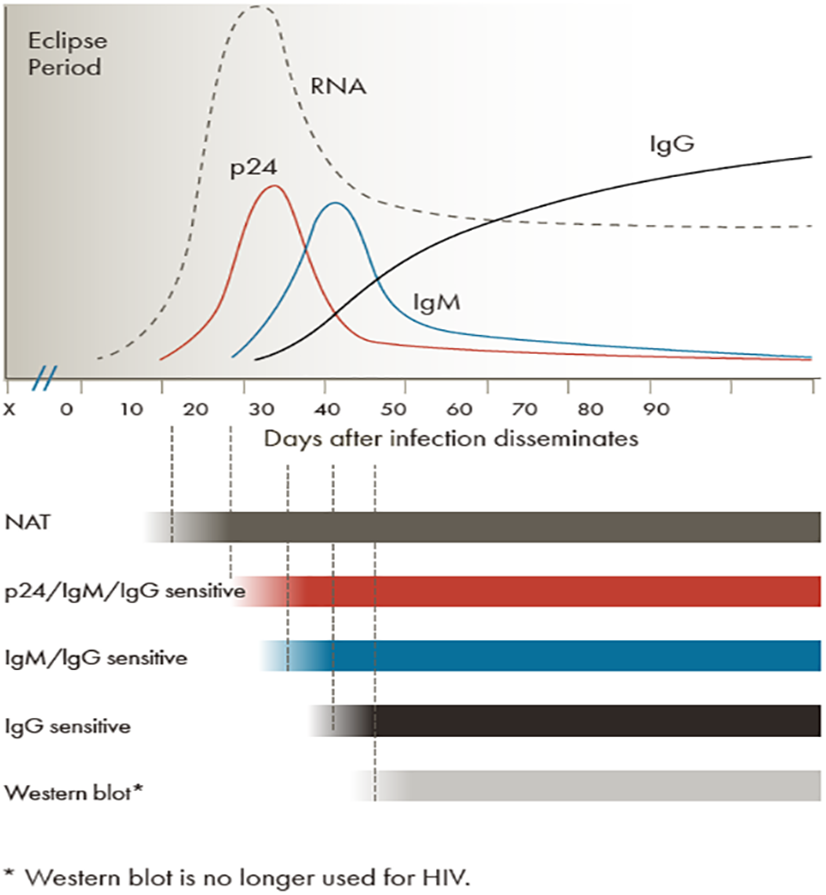 Eclipse
Period
RNA
IgG
p24
IgM
X 0 10 20 30 40 50 60 70 80 90
Days after infection disseminates
NAT
p24/IgM/IgG sensitive
IgM/IgG sensitive
IgG sensitive
Western blot*
* Western blot is no longer used for HIV.